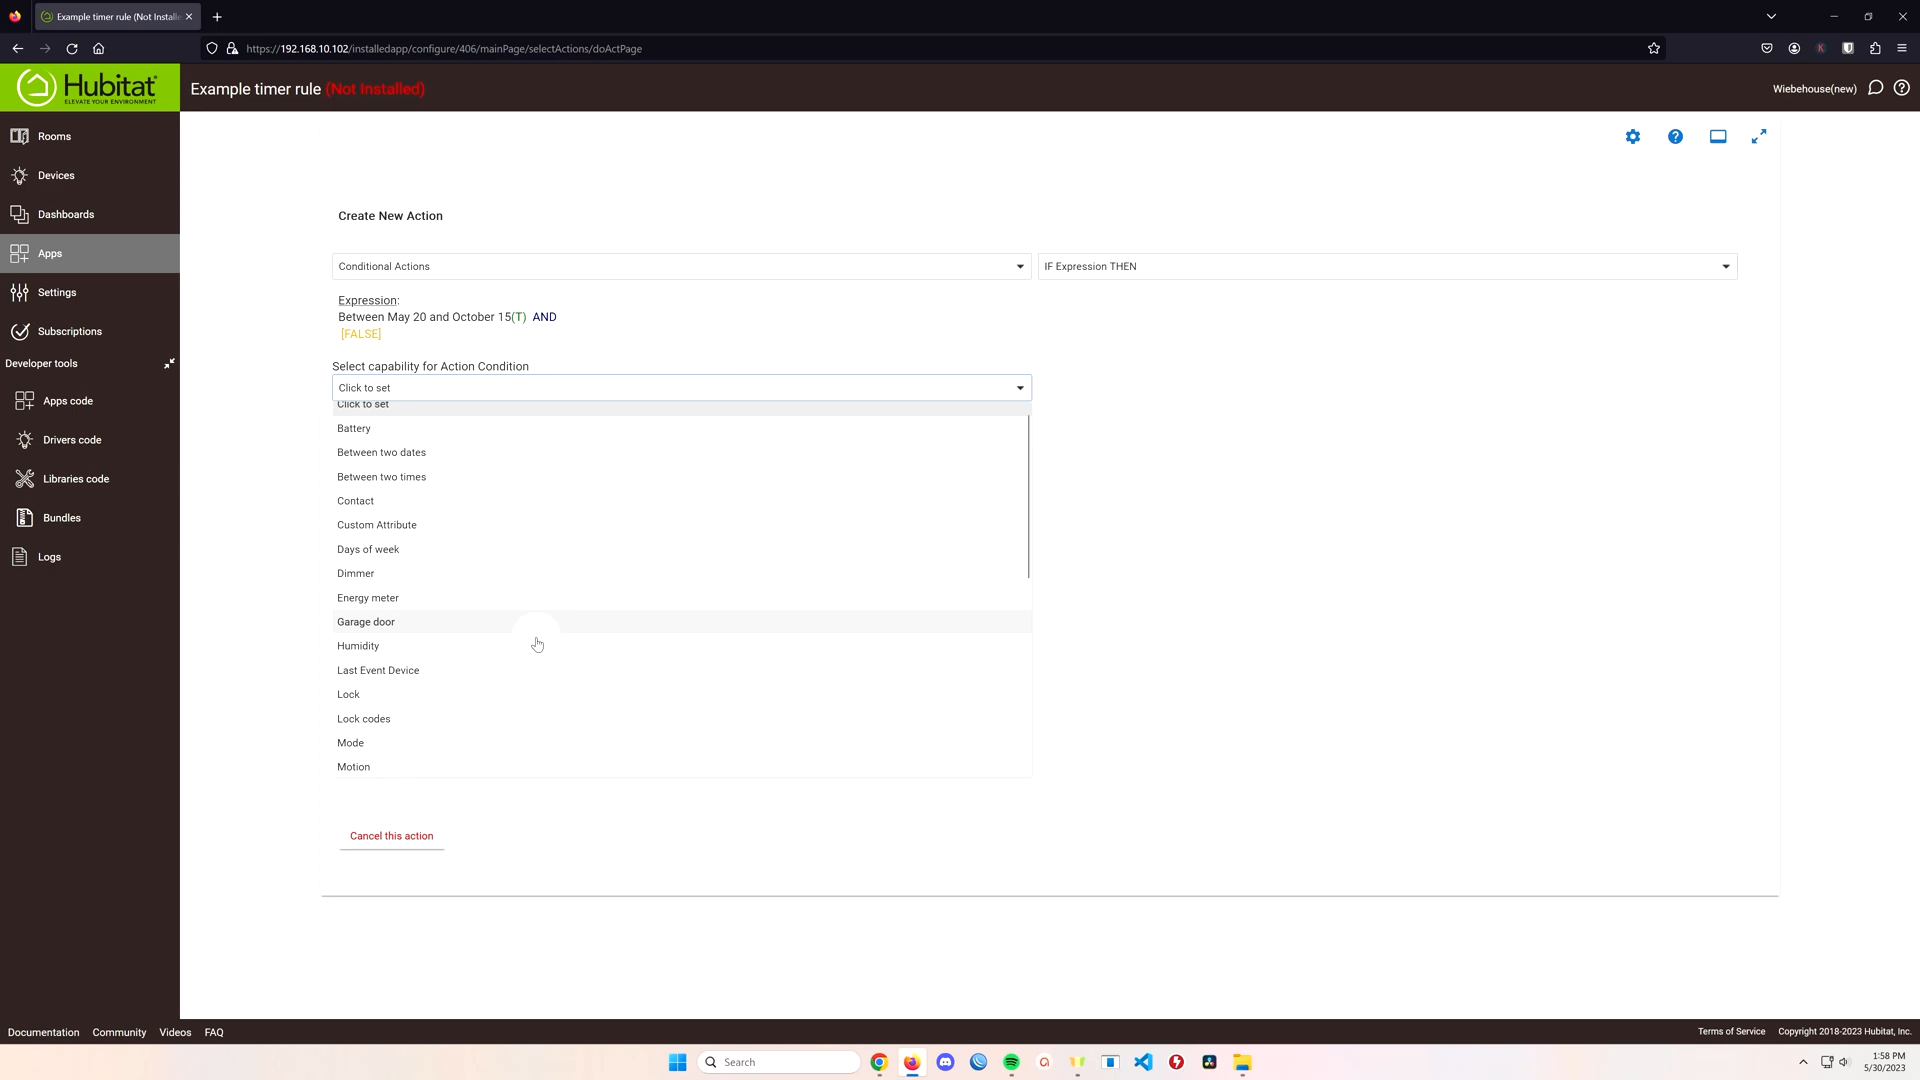 Example timer rule (Not Installe
https://192.168.10.102/installedapp/configure/406/mainPage/selectActions/doActPage
Hubitat
ELEVATE YOUR ENVIRONMENT
Example timer rule (Not Installed)
Wiebehouse(new)
Rooms
Devices
Dashboards
Apps
Settings
Subscriptions
Developer tools
Apps code
Drivers code
Libraries code
Bundles
Logs
Create New Action
Conditional Actions
IF Expression THEN
Expression:
Between May 20 and October 15(T) AND
[FALSE]
Select capability for Action Condition
Click to set
Click to set
Battery
Between two dates
Between two times
Contact
Custom Attribute
Days of week
Dimmer
Energy meter
Garage door
Humidity
Last Event Device
Lock
Lock codes
Mode
Motion
Cancel this action
Documentation Community Videos FAQ
Terms of Service Copyright 2018-2023 Hubitat, Inc.
Search
1:58 PM
5/30/2023